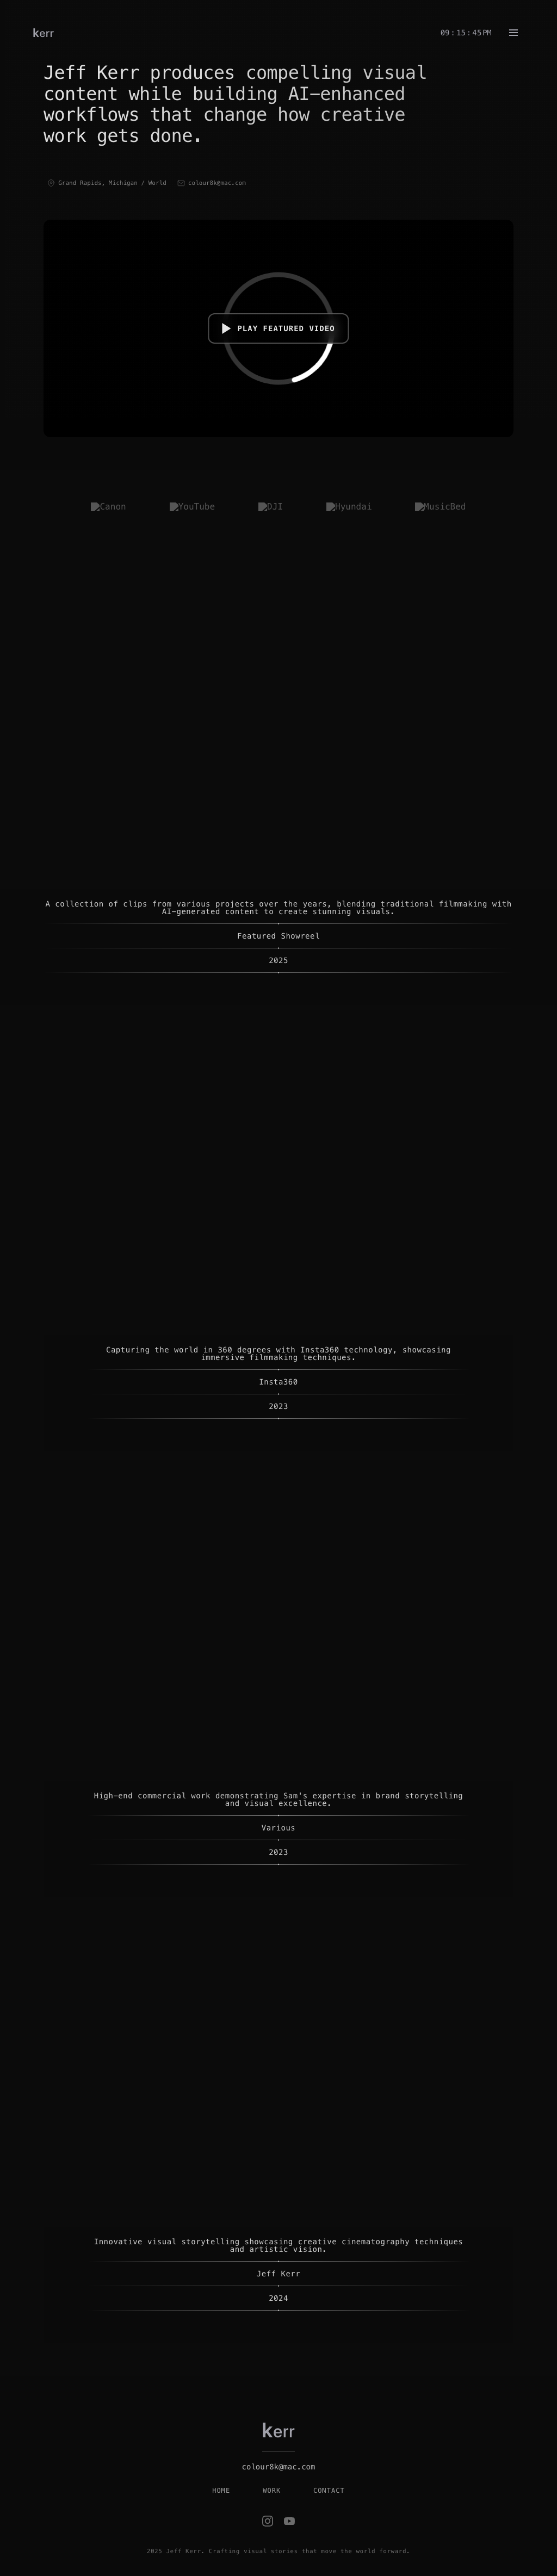 kerr
09 : 15 : 45 PM
Jeff Kerr produces compelling visual
content while building AI-enhanced
workflows that change how creative
work gets done.
Grand Rapids, Michigan / World
colour8k@mac.com
PLAY FEATURED VIDEO
Canon
YouTube
DJI
Hyundai
MusicBed
A collection of clips from various projects over the years, blending traditional filmmaking with
AI-generated content to create stunning visuals.
Featured Showreel
2025
Capturing the world in 360 degrees with Insta360 technology, showcasing
immersive filmmaking techniques.
Insta360
2023
High-end commercial work demonstrating Sam's expertise in brand storytelling
and visual excellence.
Various
2023
Innovative visual storytelling showcasing creative cinematography techniques
and artistic vision.
Jeff Kerr
2024
kerr
colour8k@mac.com
HOME
WORK
CONTACT
2025 Jeff Kerr. Crafting visual stories that move the world forward.